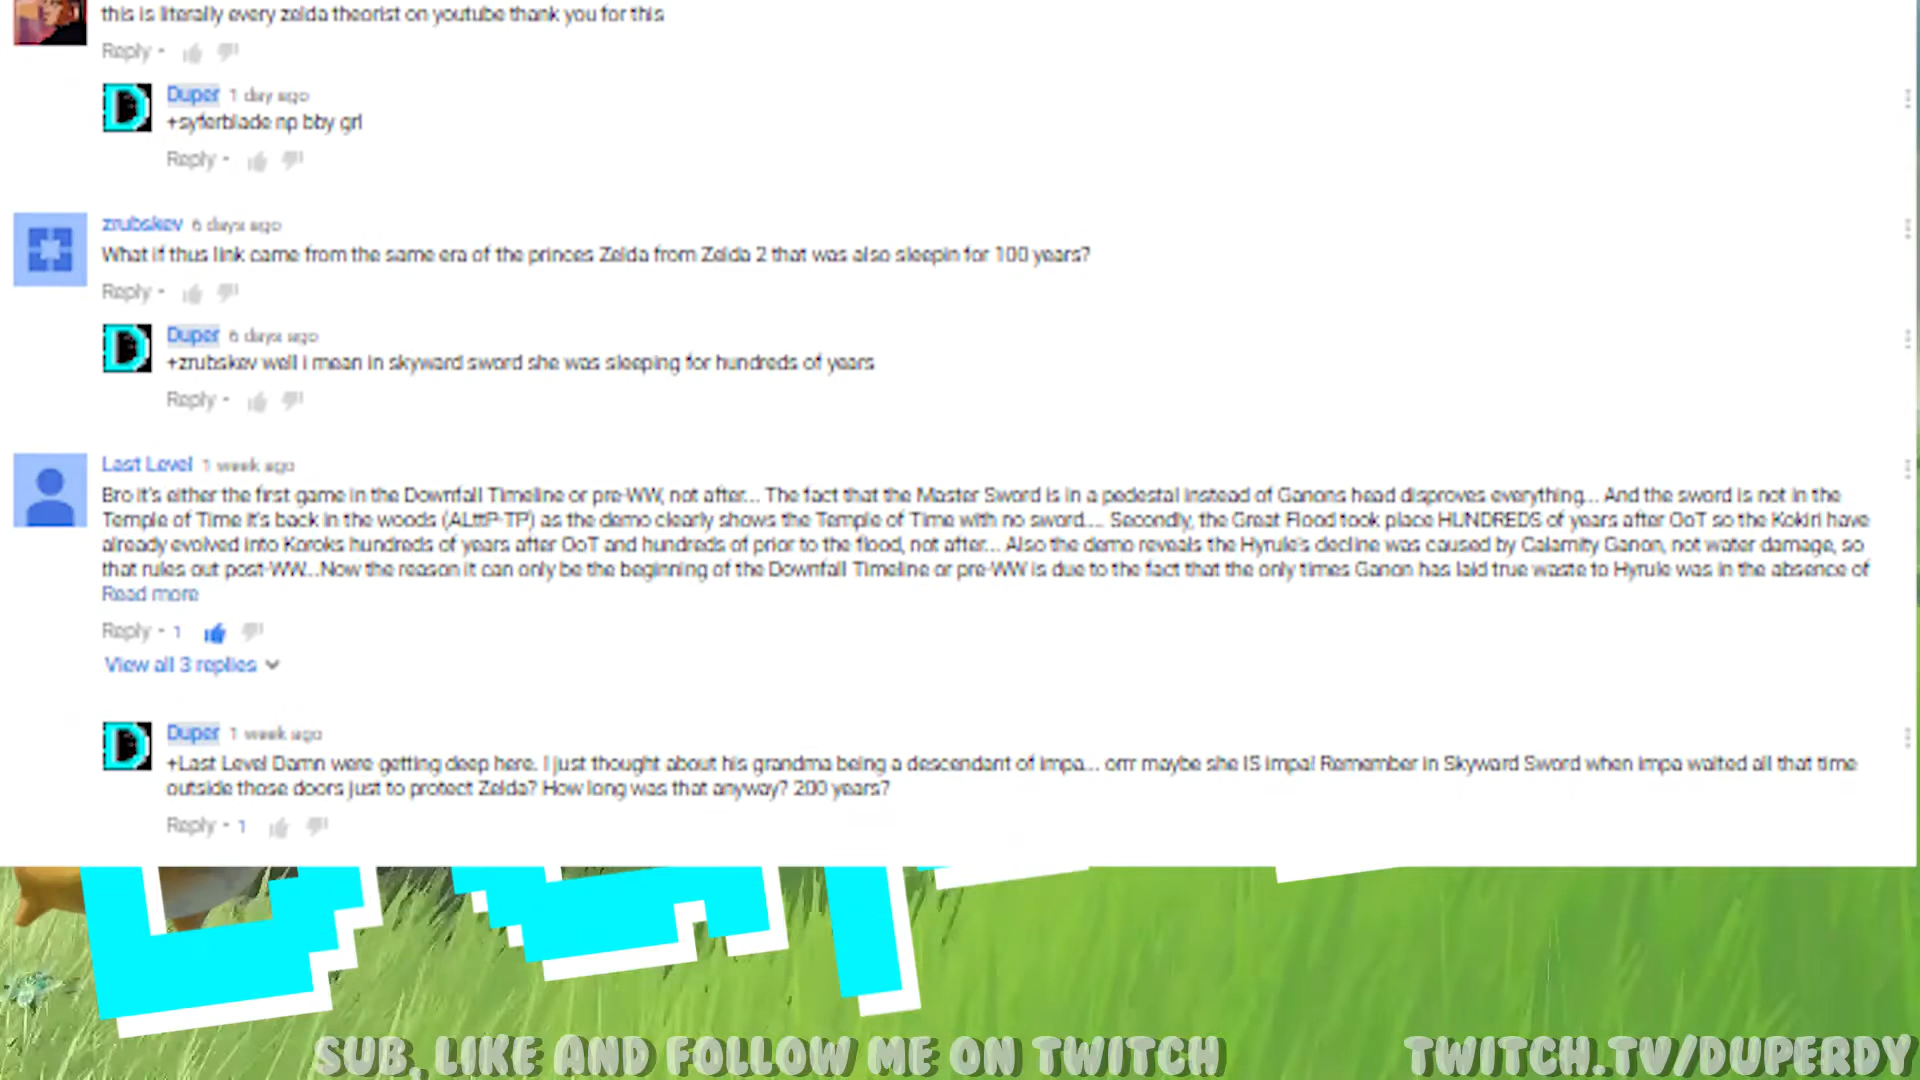 this is literally every zelda theorist on youtube thank you for this
Reply •
Duper 1 day ago
+syferblade np bby grl
Reply •
zrubskev 6 days ago
What if thus link came from the same era of the princes Zelda from Zelda 2 that was also sleepin for 100 years?
Reply •
Duper 6 days ago
+zrubskev well i mean in skyward sword she was sleeping for hundreds of years
Reply •
Last Level 1 week ago
Bro it's either the first game in the Downfall Timeline or pre-WW, not after... The fact that the Master Sword is in a pedestal instead of Ganons head disproves everything... And the sword is not in the
Temple of Time it's back in the woods (ALttP-TP) as the demo clearly shows the Temple of Time with no sword.... Secondly, the Great Flood took place HUNDREDS of years after OoT so the Kokiri have
already evolved into Koroks hundreds of years after OoT and hundreds of prior to the flood, not after... Also the demo reveals the Hyrule's decline was caused by Calamity Ganon, not water damage, so
that rules out post-WW...Now the reason it can only be the beginning of the Downfall Timeline or pre-WW is due to the fact that the only times Ganon has laid true waste to Hyrule was in the absence of
Read more
Reply • 1
View all 3 replies
Duper 1 week ago
+Last Level Damn were getting deep here. I just thought about his grandma being a descendant of impa... orrr maybe she IS impa! Remember in Skyward Sword when impa waited all that time
outside those doors just to protect Zelda? How long was that anyway? 200 years?
Reply • 1
SUB, LIKE AND FOLLOW ME ON TWITCH
TWITCH.TV/DUPERDY